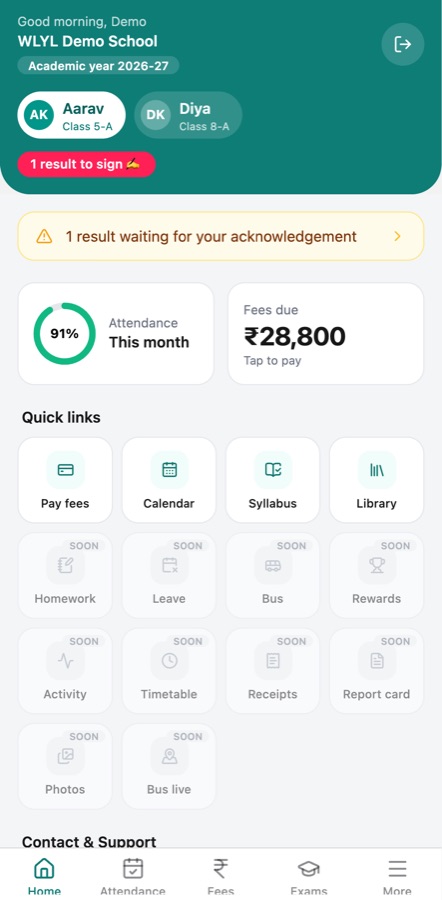 Good morning, Demo
WLYL Demo School
Academic year 2026-27
AK Aarav
Class 5-A
DK Diya
Class 8-A
1 result to sign ✍️
1 result waiting for your acknowledgement
91%
Attendance
This month
Fees due
₹28,800
Tap to pay
Quick links
Pay fees
Calendar
Syllabus
Library
SOON
Homework
SOON
Leave
SOON
Bus
SOON
Rewards
SOON
Activity
SOON
Timetable
SOON
Receipts
SOON
Report card
SOON
Photos
SOON
Bus live
Contact & Support
Home
Attendance
Fees
Exams
More